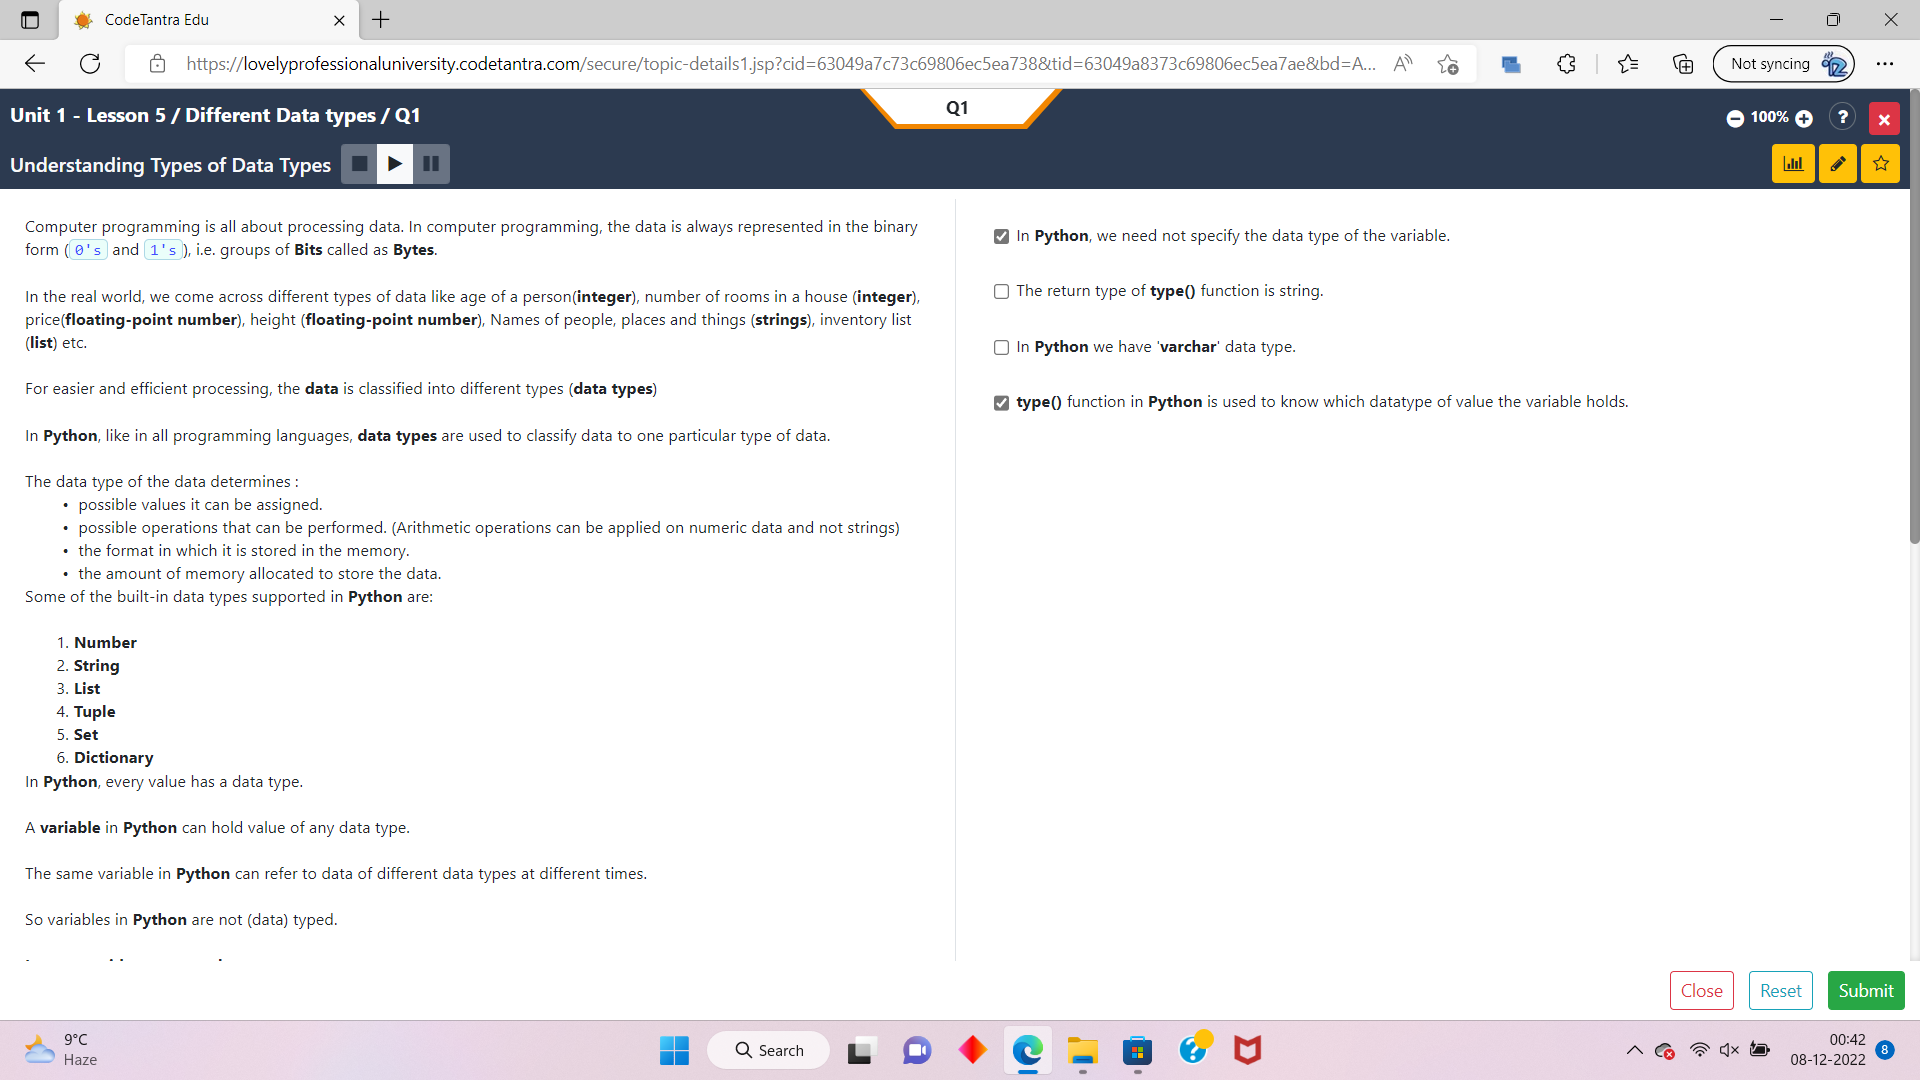 CodeTantra Edu
https://lovelyprofessionaluniversity.codetantra.com/secure/topic-details1.jsp?cid=63049a7c73c69806ec5ea738&tid=63049a8373c69806ec5ea7ae&bd=A...
Not syncing
Unit 1 - Lesson 5 / Different Data types / Q1
Q1
100%
?
Understanding Types of Data Types
Computer programming is all about processing data. In computer programming, the data is always represented in the binary
form (0's and 1's), i.e. groups of Bits called as Bytes.
In the real world, we come across different types of data like age of a person(integer), number of rooms in a house (integer),
price(floating-point number), height (floating-point number), Names of people, places and things (strings), inventory list
(list) etc.
For easier and efficient processing, the data is classified into different types (data types)
In Python, like in all programming languages, data types are used to classify data to one particular type of data.
The data type of the data determines :
• possible values it can be assigned.
• possible operations that can be performed. (Arithmetic operations can be applied on numeric data and not strings)
• the format in which it is stored in the memory.
• the amount of memory allocated to store the data.
Some of the built-in data types supported in Python are:
1. Number
2. String
3. List
4. Tuple
5. Set
6. Dictionary
In Python, every value has a data type.
A variable in Python can hold value of any data type.
The same variable in Python can refer to data of different data types at different times.
So variables in Python are not (data) typed.
In Python, we need not specify the data type of the variable.
The return type of type() function is string.
In Python we have 'varchar' data type.
type() function in Python is used to know which datatype of value the variable holds.
Close
Reset
Submit
9°C
Haze
Search
00:42
08-12-2022
8